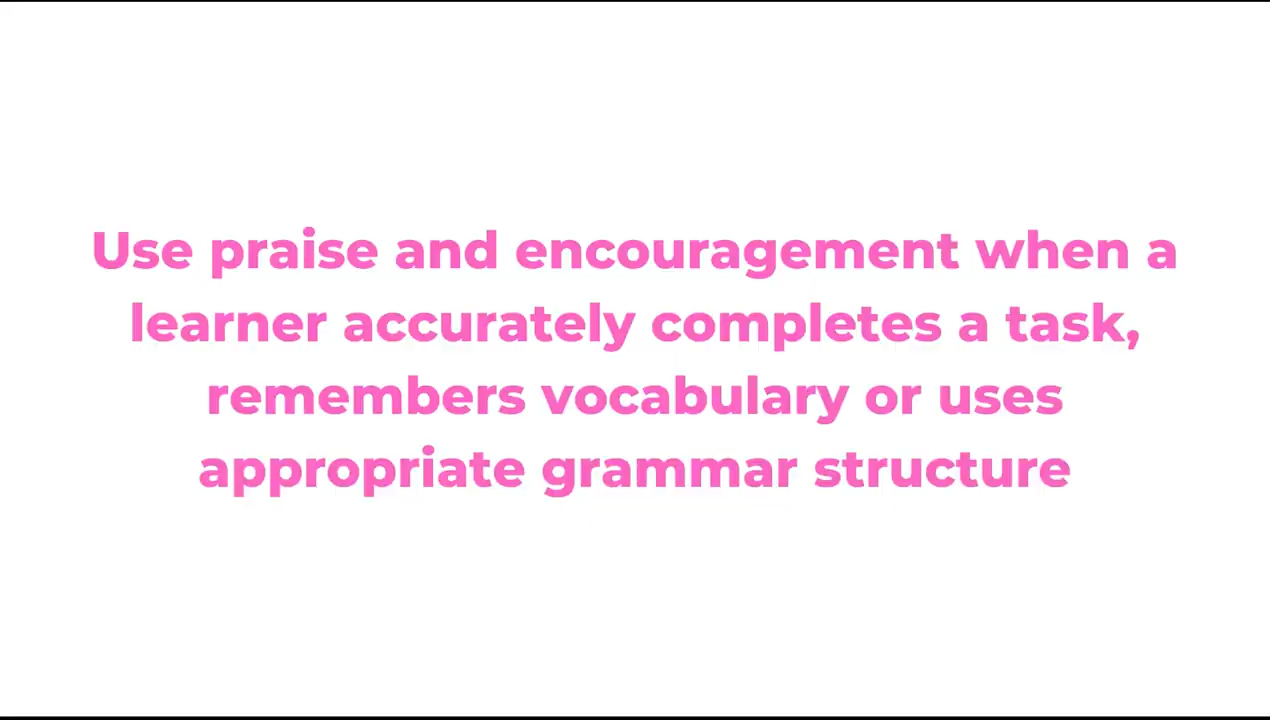 Use praise and encouragement when a
learner accurately completes a task,
remembers vocabulary or uses
appropriate grammar structure